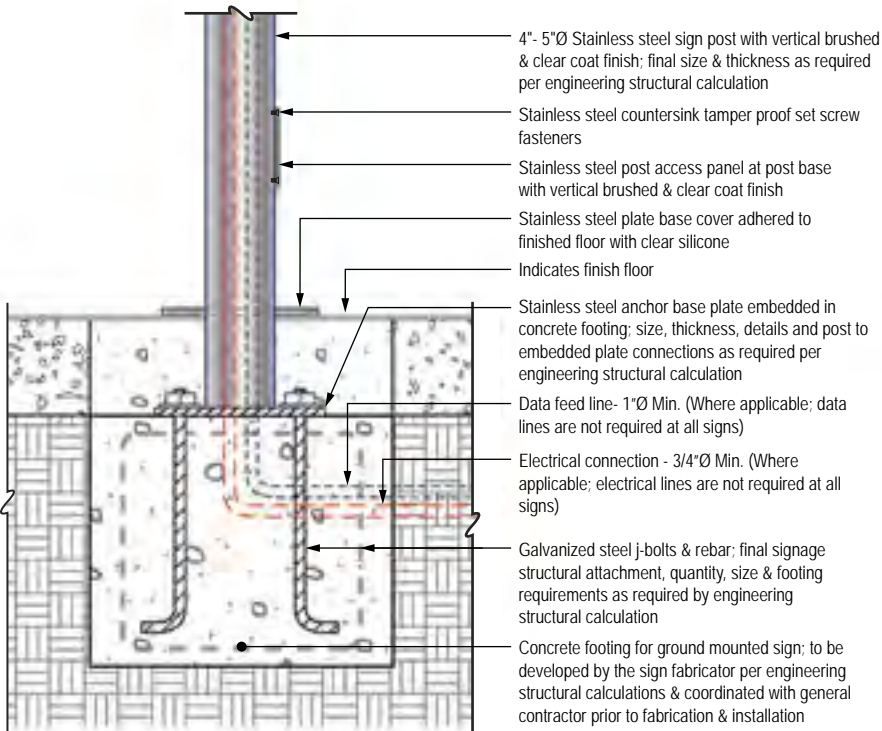 4"- 5"Ø Stainless steel sign post with vertical brushed
& clear coat finish; final size & thickness as required
per engineering structural calculation
Stainless steel countersink tamper proof set screw
fasteners
Stainless steel post access panel at post base
with vertical brushed & clear coat finish
Stainless steel plate base cover adhered to
finished floor with clear silicone
Indicates finish floor
Stainless steel anchor base plate embedded in
concrete footing; size, thickness, details and post to
embedded plate connections as required per
engineering structural calculation
Data feed line- 1"Ø Min. (Where applicable; data
lines are not required at all signs)
Electrical connection - 3/4"Ø Min. (Where
applicable; electrical lines are not required at all
signs)
Galvanized steel j-bolts & rebar; final signage
structural attachment, quantity, size & footing
requirements as required by engineering
structural calculation
Concrete footing for ground mounted sign; to be
developed by the sign fabricator per engineering
structural calculations & coordinated with general
contractor prior to fabrication & installation